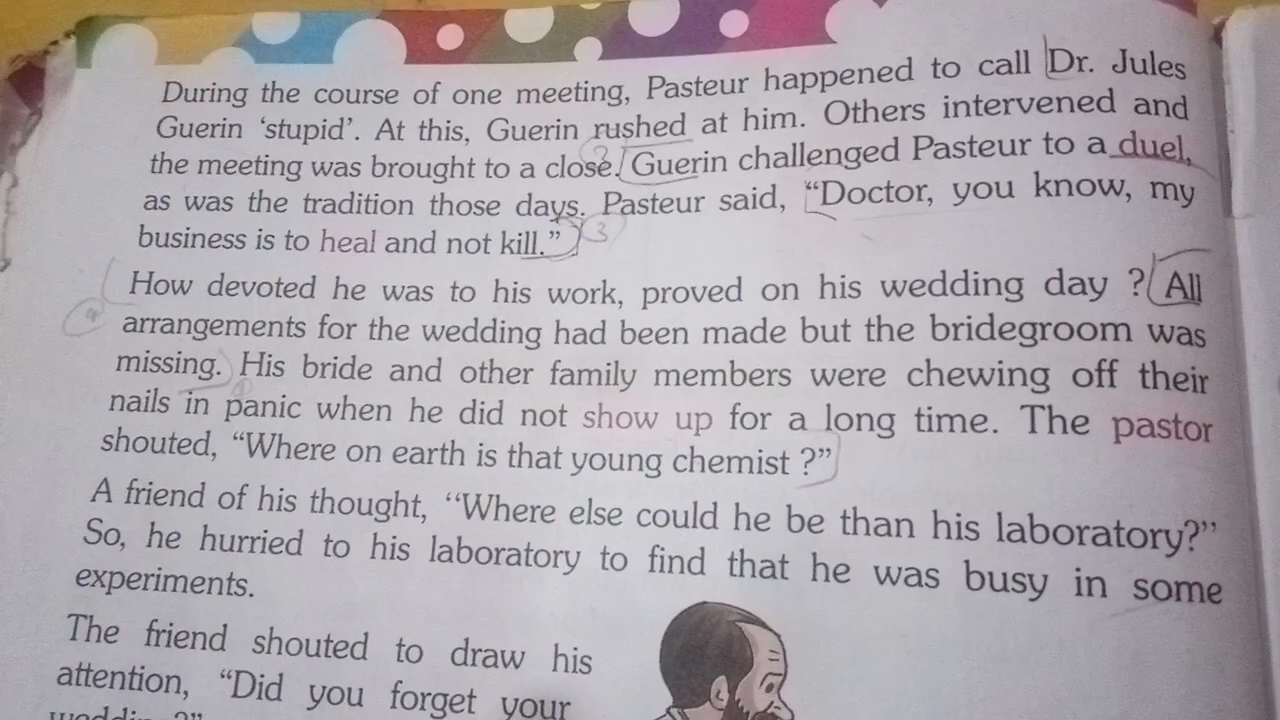 During the course of one meeting, Pasteur happened to call Dr. Jules
Guerin ‘stupid’. At this, Guerin rushed at him. Others intervened and
the meeting was brought to a close. Guerin challenged Pasteur to a duel,
as was the tradition those days. Pasteur said, “Doctor, you know, my
business is to heal and not kill.” 3
How devoted he was to his work, proved on his wedding day ? All
arrangements for the wedding had been made but the bridegroom was
missing. His bride and other family members were chewing off their
nails in panic when he did not show up for a long time. The pastor
shouted, “Where on earth is that young chemist ?”
A friend of his thought, ‘‘Where else could he be than his laboratory?’’
So, he hurried to his laboratory to find that he was busy in some
experiments.
The friend shouted to draw his
attention, “Did you forget your